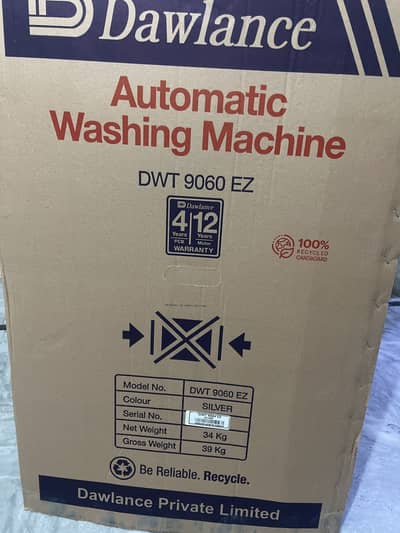 Dawlance
Automatic
Washing Machine
DWT 9060 EZ
Dawlance
4 12
Years Years
PCB Motor
WARRANTY
100%
RECYCLED
CARDBOARD
Model No. DWT 9060 EZ
Colour SILVER
Serial No.
Net Weight 34 Kg
Gross Weight 39 Kg
Be Reliable. Recycle.
Dawlance Private Limited